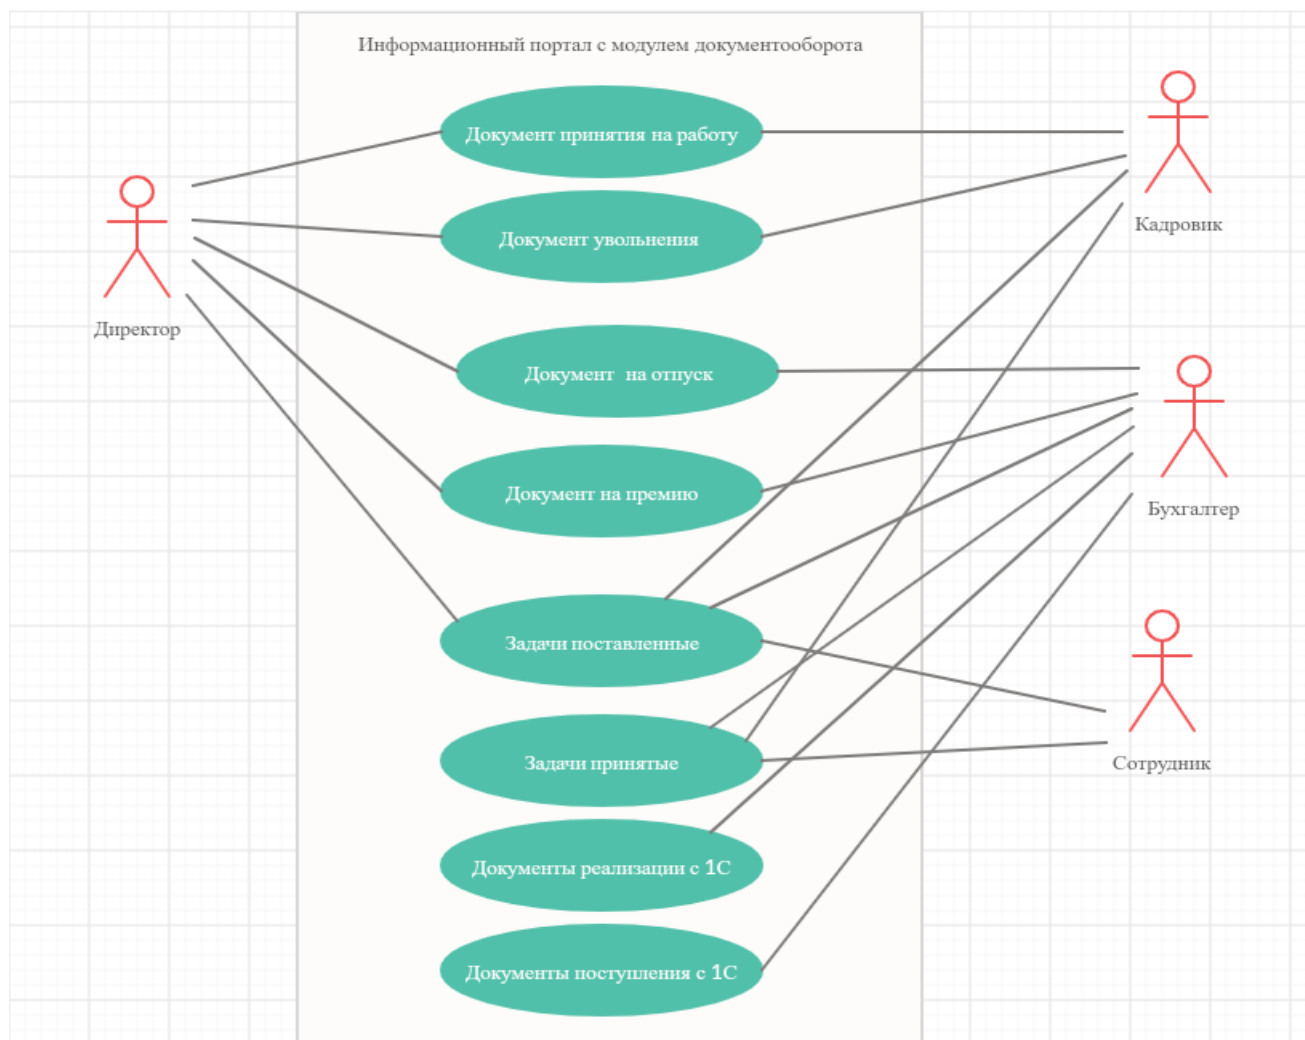 Информационный портал с модулем документооборота
Документ принятия на работу
Документ увольнения
Кадровик
Директор
Документ на отпуск
Документ на премию
Бухгалтер
Задачи поставленные
Задачи принятые
Сотрудник
Документы реализации с 1С
Документы поступления с 1С